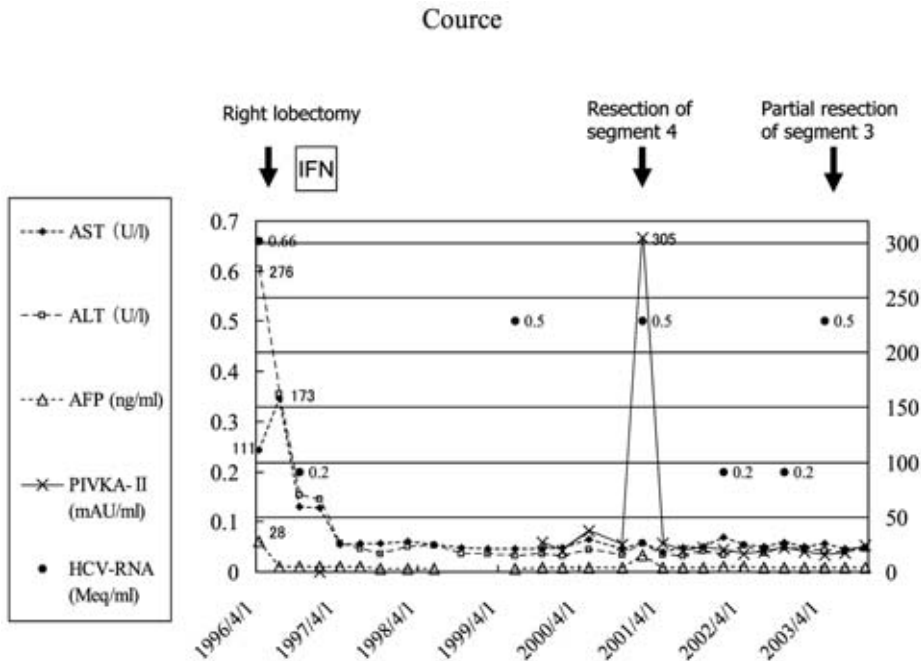 Cource
Right lobectomy
IFN
Resection of
segment 4
Partial resection
of segment 3
AST (U/l)
ALT (U/l)
AFP (ng/ml)
PIVKA-II
(mAU/ml)
HCV-RNA
(Meq/ml)
0.7
0.6
0.5
0.4
0.3
0.2
0.1
0
0.66
276
173
111
28
0.2
0.5
305
0.5
0.2
0.2
0.5
300
250
200
150
100
50
0
1996/4/1
1997/4/1
1998/4/1
1999/4/1
2000/4/1
2001/4/1
2002/4/1
2003/4/1